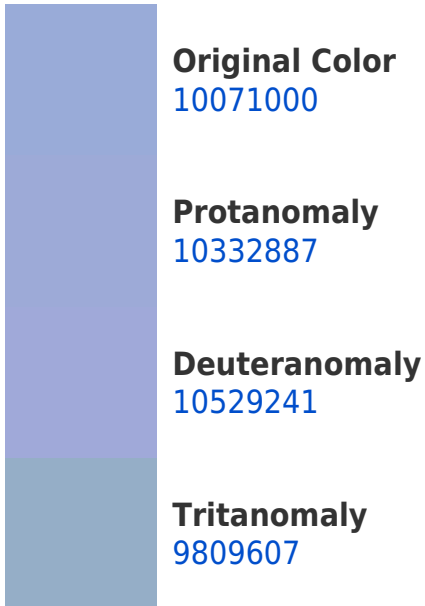 Original Color
10071000
Protanomaly
10332887
Deuteranomaly
10529241
Tritanomaly
9809607